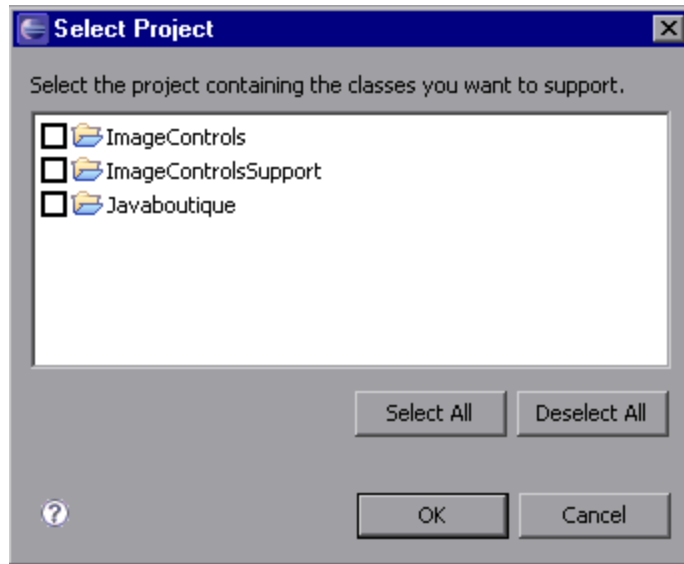 Select Project
Select the project containing the classes you want to support.
ImageControls
ImageControlsSupport
Javaboutique
Select All
Deselect All
?
OK
Cancel